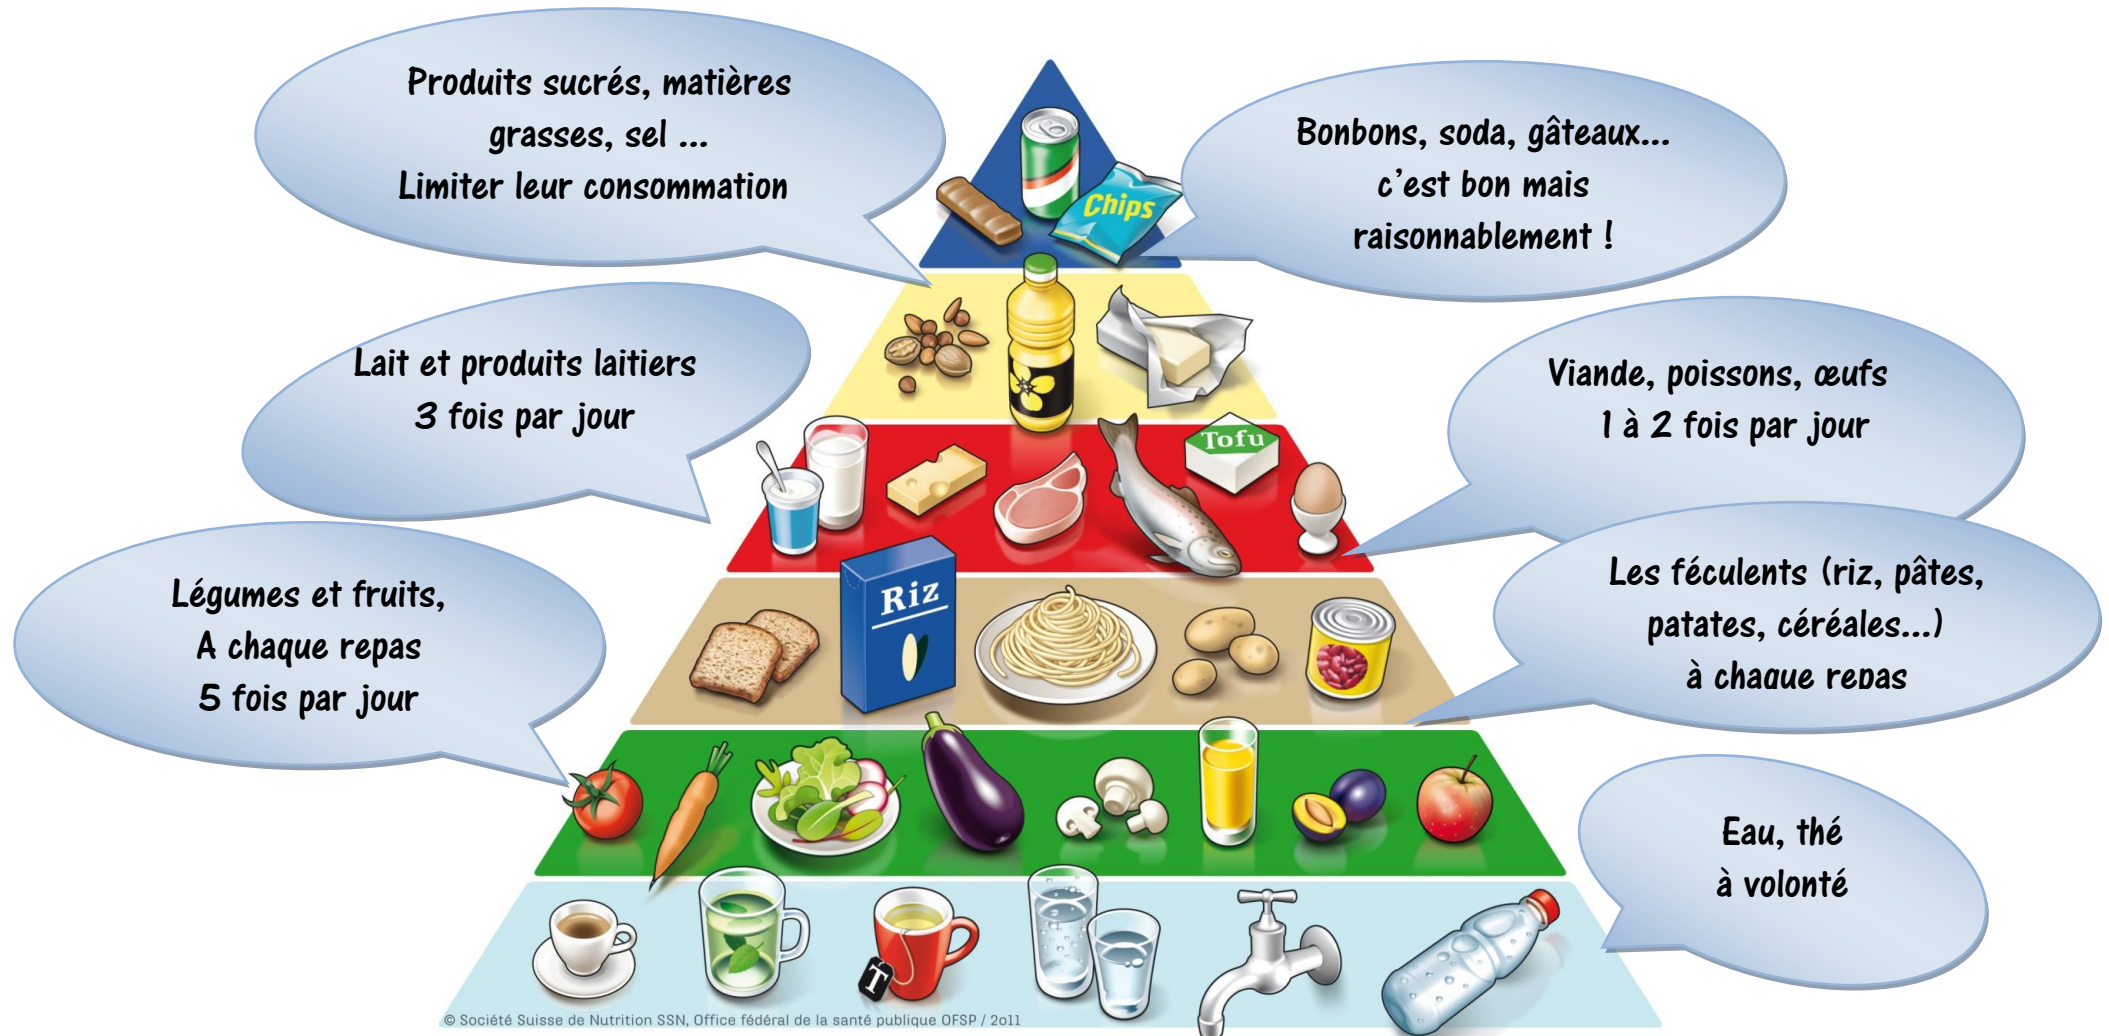 Produits sucrés, matières
grasses, sel ...
Limiter leur consommation
Bonbons, soda, gâteaux...
c'est bon mais
raisonnablement !
Chips
Lait et produits laitiers
3 fois par jour
Viande, poissons, œufs
1 à 2 fois par jour
Tofu
Légumes et fruits,
A chaque repas
5 fois par jour
Riz
Les féculents (riz, pâtes,
patates, céréales...)
à chaque repas
Eau, thé
à volonté
T
© Société Suisse de Nutrition SSN, Office fédéral de la santé publique OFSP / 2011